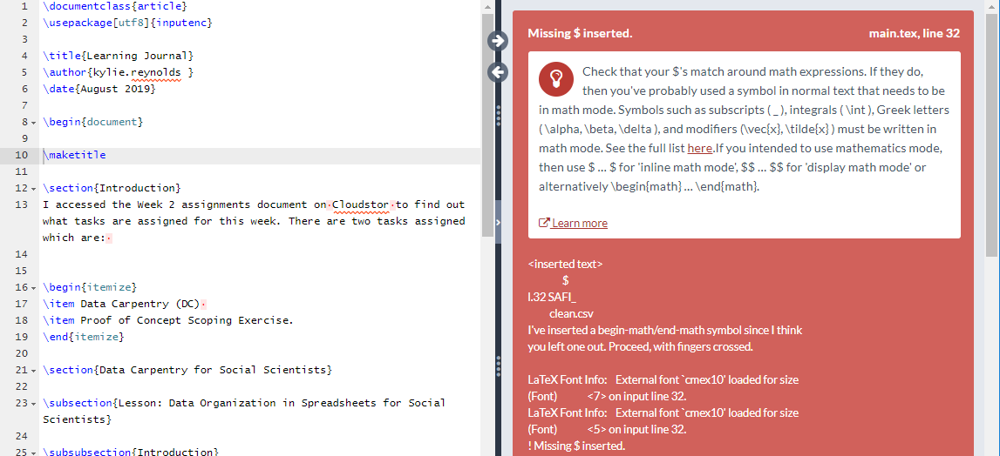 1 \documentclass{article}
2 \usepackage[utf8]{inputenc}
3
4 \title{Learning Journal}
5 \author{kylie.reynolds }
6 \date{August 2019}
7
8 \begin{document}
9
10 \maketitle
11
12 \section{Introduction}
13 I accessed the Week 2 assignments document on Cloudstor to find out
what tasks are assigned for this week. There are two tasks assigned
which are:
14
15
16 \begin{itemize}
17 \item Data Carpentry (DC)
18 \item Proof of Concept Scoping Exercise.
19 \end{itemize}
20
21 \section{Data Carpentry for Social Scientists}
22
23 \subsection{Lesson: Data Organization in Spreadsheets for Social
Scientists}
24
25 \subsubsection{Introduction}
Missing $ inserted. main.tex, line 32
Check that your $'s match around math expressions. If they do,
then you've probably used a symbol in normal text that needs to be
in math mode. Symbols such as subscripts ( _ ), integrals ( \int ), Greek letters
( \alpha, \beta, \delta ), and modifiers (\vec{x}, \tilde{x} ) must be written in
math mode. See the full list here.If you intended to use mathematics mode,
then use $ … $ for 'inline math mode', $$ … $$ for 'display math mode' or
alternatively \begin{math} … \end{math}.
Learn more
<inserted text>
$
l.32 SAFI_
clean.csv
I've inserted a begin-math/end-math symbol since I think
you left one out. Proceed, with fingers crossed.
LaTeX Font Info: External font `cmex10' loaded for size
(Font) <7> on input line 32.
LaTeX Font Info: External font `cmex10' loaded for size
(Font) <5> on input line 32.
! Missing $ inserted.